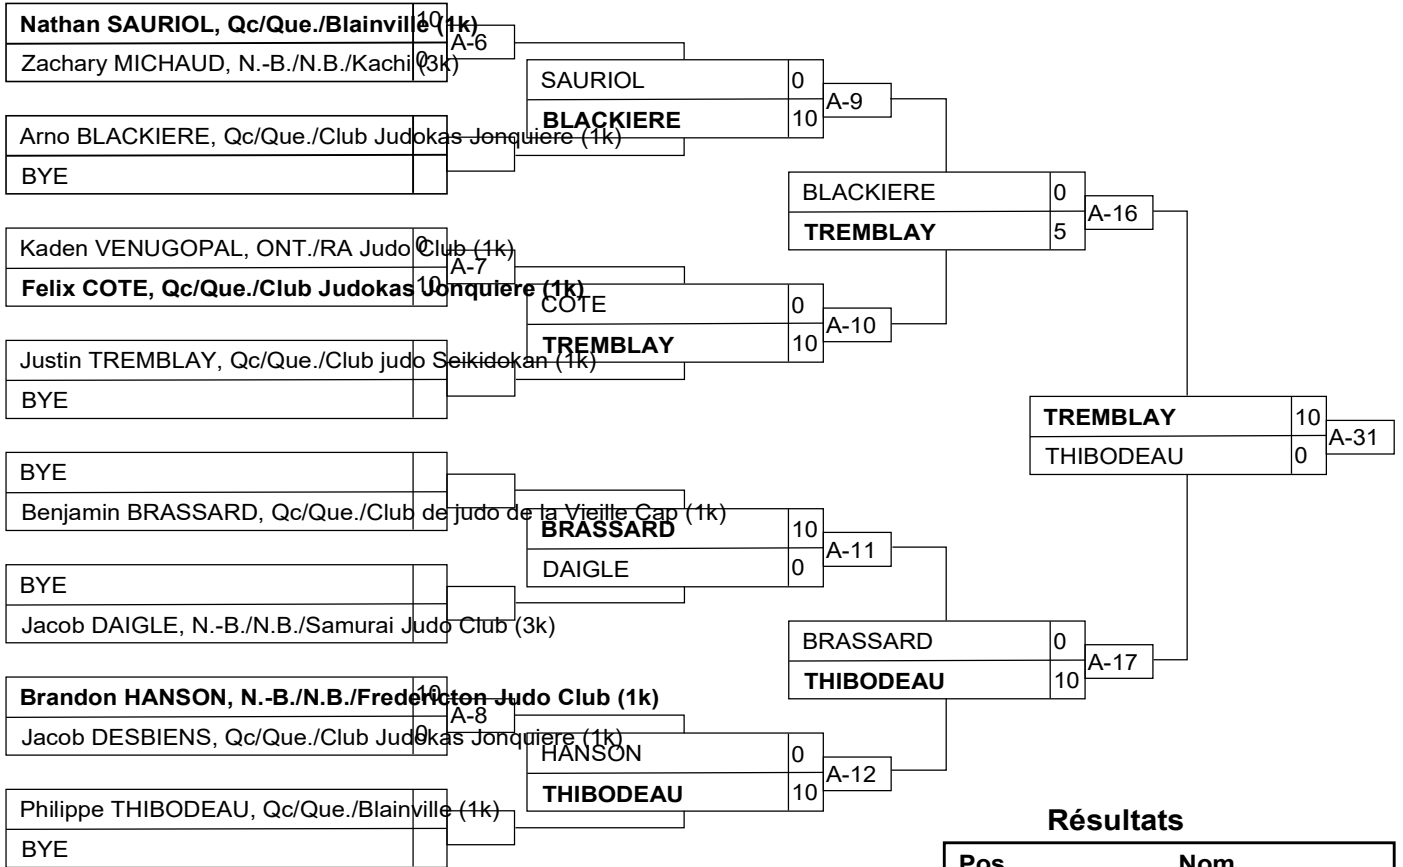 Nathan SAURIOL, Qc/Que./Blainville (1k) 10
A-6
Zachary MICHAUD, N.-B./N.B./Kachi (3k) 0
SAURIOL 0
A-9
BLACKIERE 10
Arno BLACKIERE, Qc/Que./Club Judokas Jonquiere (1k)
BYE
BLACKIERE 0
A-16
TREMBLAY 5
Kaden VENUGOPAL, ONT./RA Judo Club (1k) 0
A-7
Felix COTE, Qc/Que./Club Judokas Jonquiere (1k) 10
COTE 0
A-10
TREMBLAY 10
Justin TREMBLAY, Qc/Que./Club judo Seikidokan (1k)
BYE
TREMBLAY 10
A-31
THIBODEAU 0
BYE
Benjamin BRASSARD, Qc/Que./Club de judo de la Vieille Cap (1k)
BRASSARD 10
A-11
DAIGLE 0
BYE
Jacob DAIGLE, N.-B./N.B./Samurai Judo Club (3k)
BRASSARD 0
A-17
THIBODEAU 10
Brandon HANSON, N.-B./N.B./Fredericton Judo Club (1k) 10
A-8
Jacob DESBIENS, Qc/Que./Club Judokas Jonquiere (1k) 0
HANSON 0
A-12
THIBODEAU 10
Philippe THIBODEAU, Qc/Que./Blainville (1k)
BYE
Résultats
Pos Nom